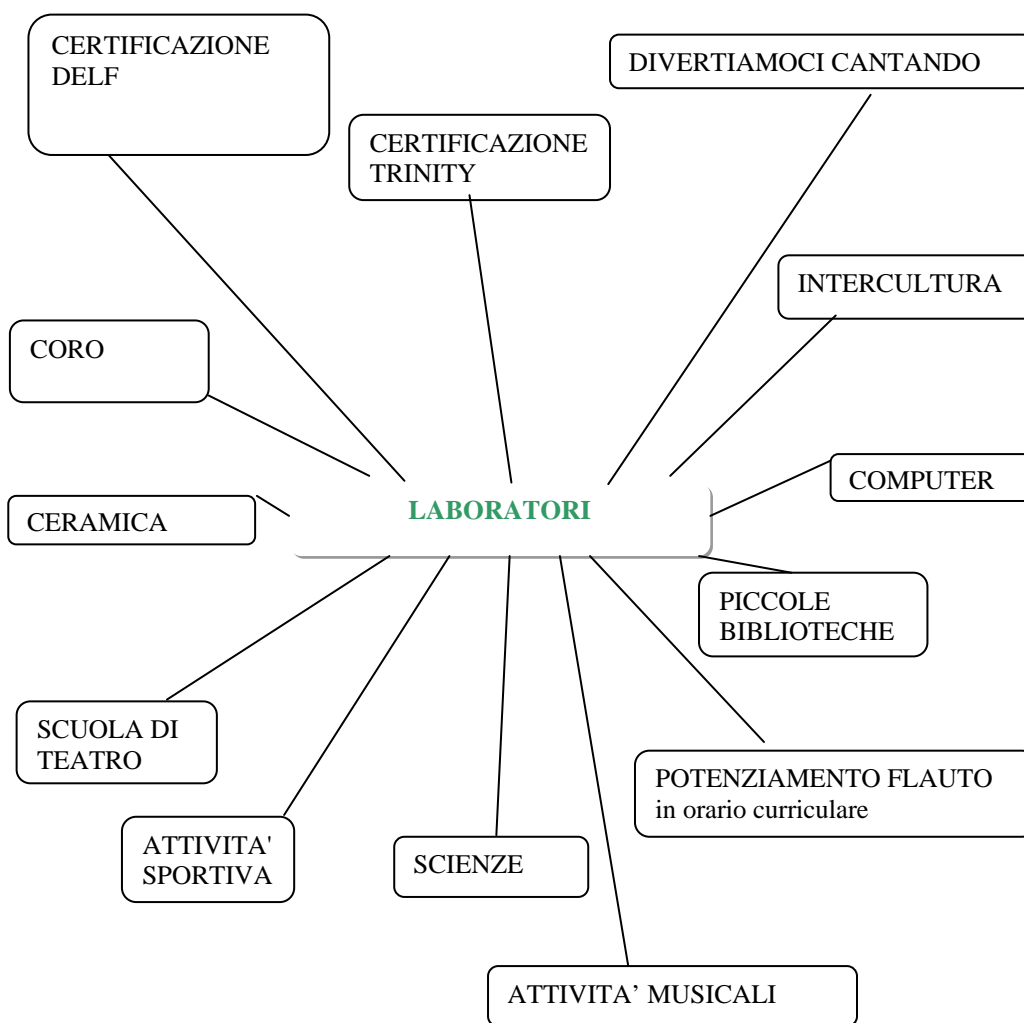 CERTIFICAZIONE
DELF
DIVERTIAMOCI CANTANDO
CERTIFICAZIONE
TRINITY
INTERCULTURA
CORO
COMPUTER
LABORATORI
CERAMICA
PICCOLE
BIBLIOTECHE
SCUOLA DI
TEATRO
POTENZIAMENTO FLAUTO
in orario curriculare
ATTIVITA'
SPORTIVA
SCIENZE
ATTIVITA’ MUSICALI